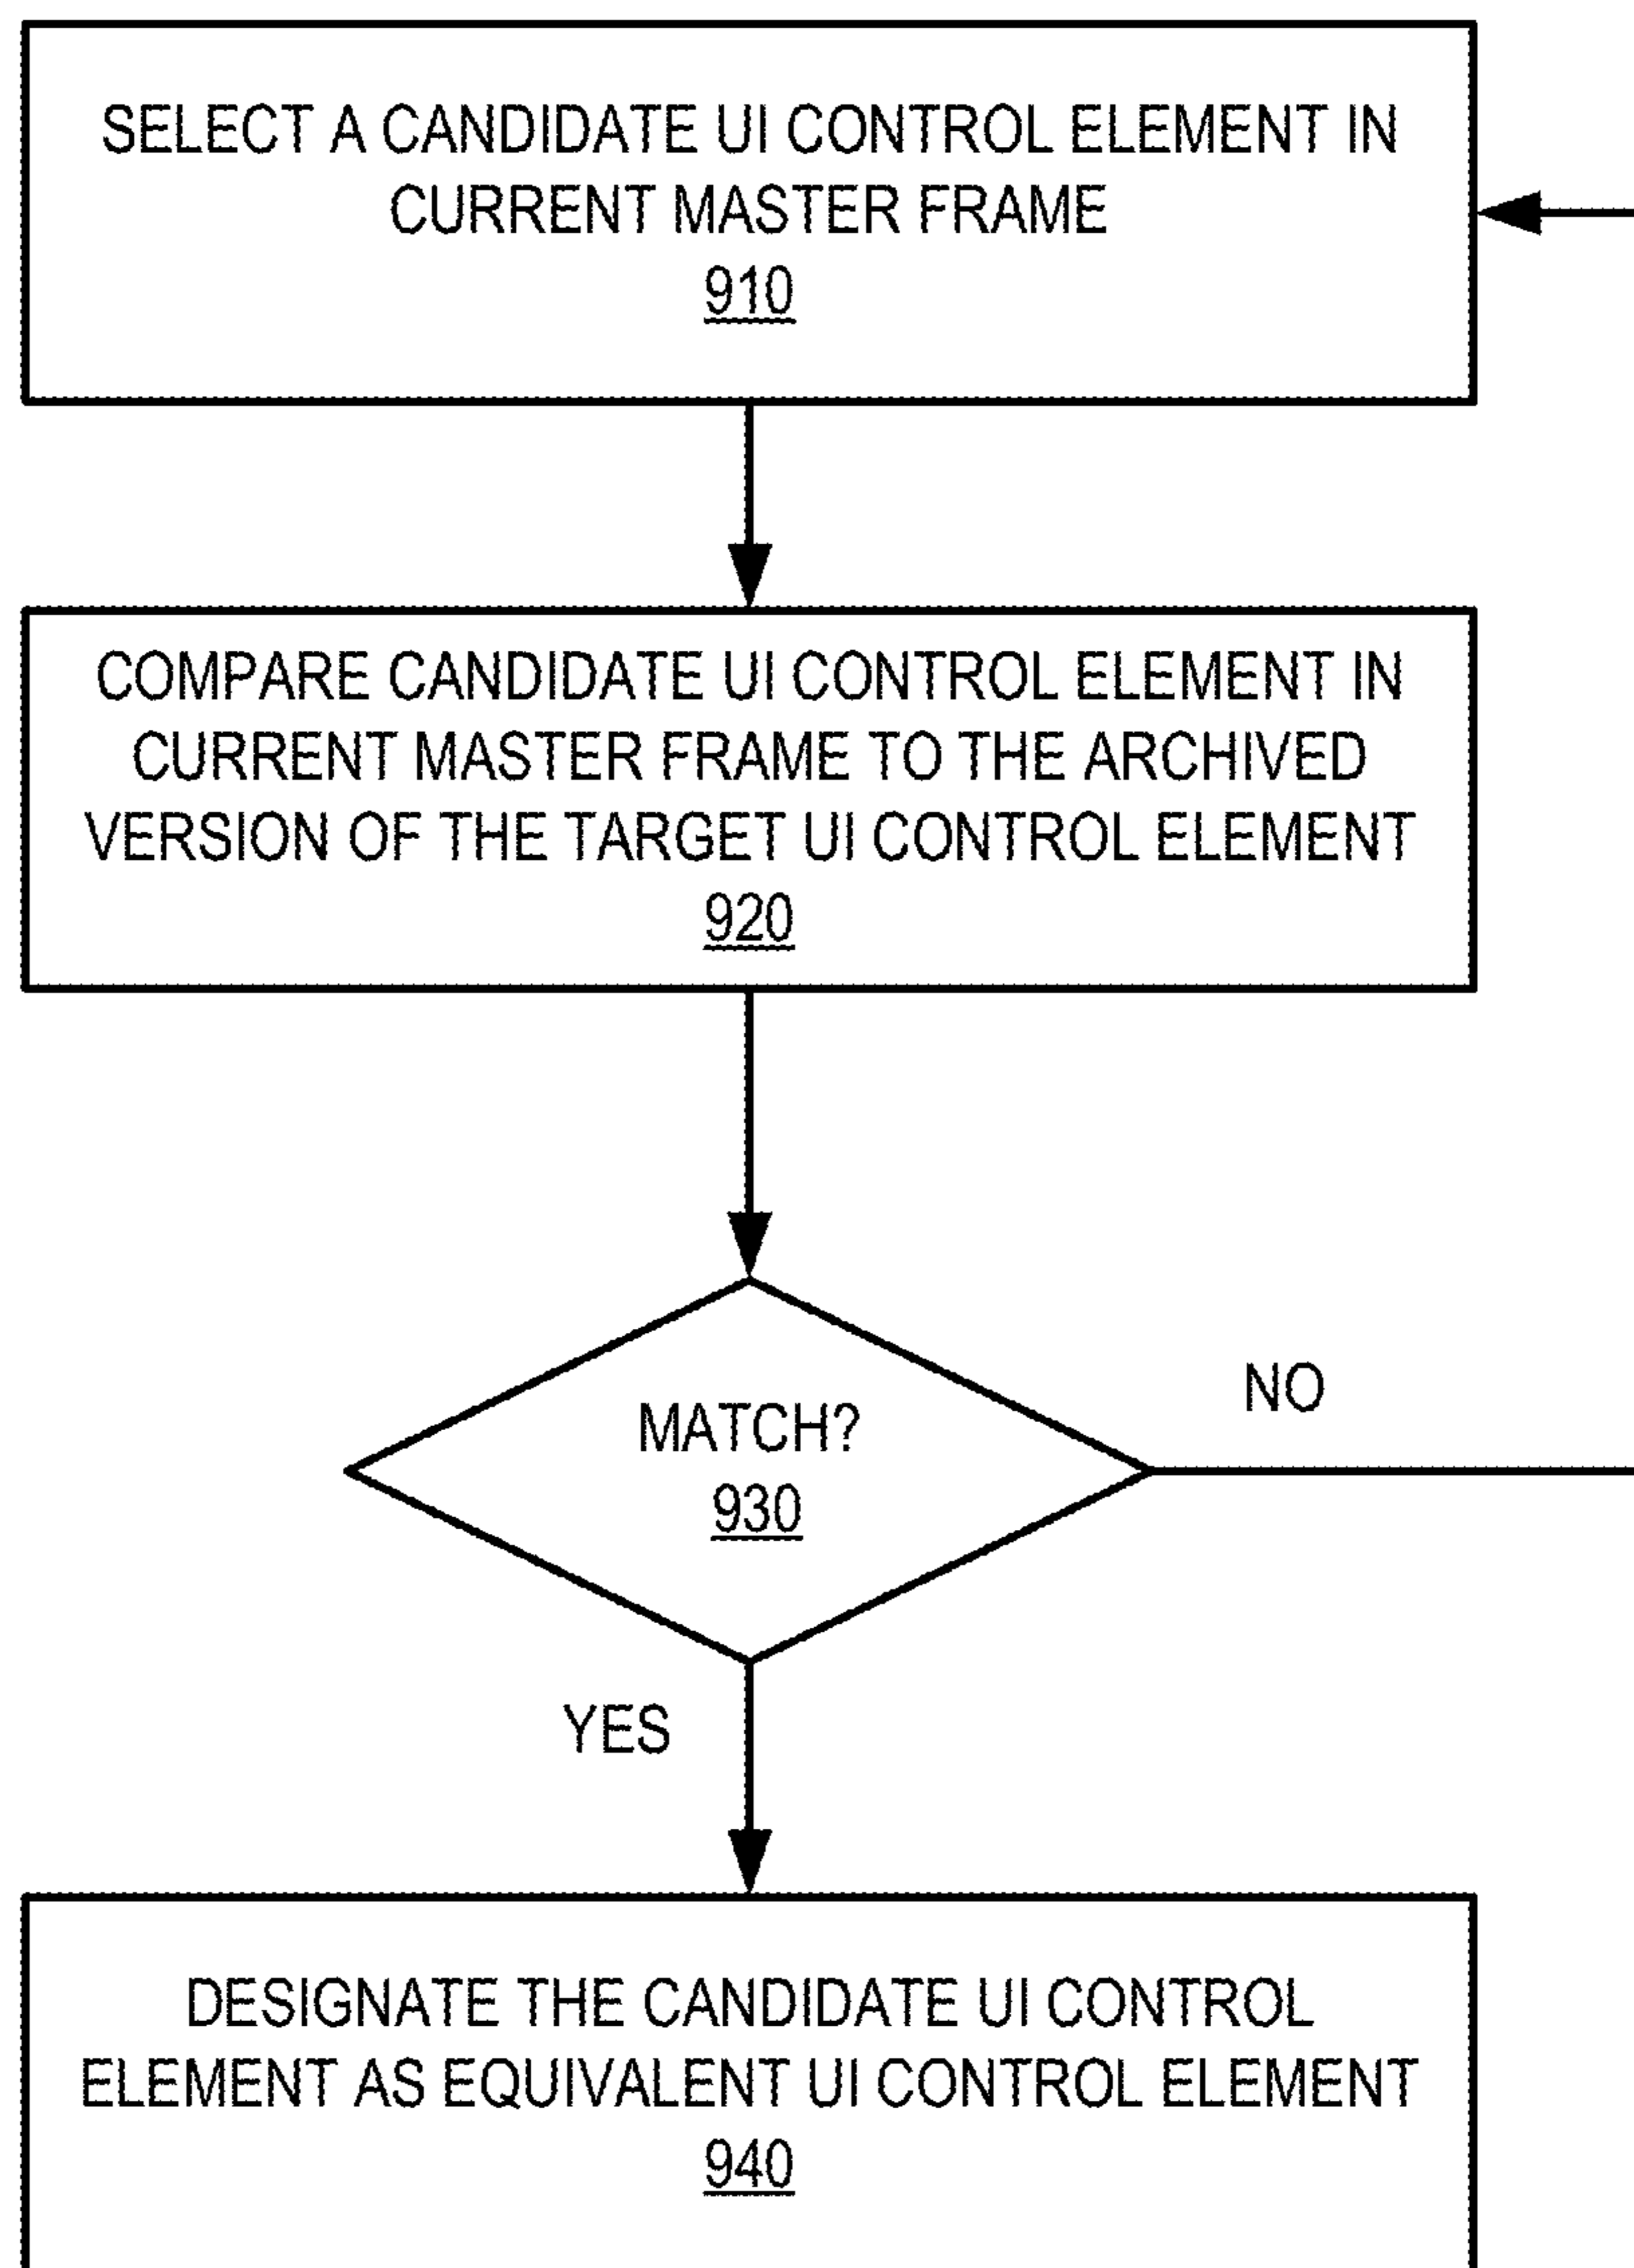 SELECT A CANDIDATE UI CONTROL ELEMENT IN
CURRENT MASTER FRAME
910
COMPARE CANDIDATE UI CONTROL ELEMENT IN
CURRENT MASTER FRAME TO THE ARCHIVED
VERSION OF THE TARGET UI CONTROL ELEMENT
920
MATCH?
930
NO
YES
DESIGNATE THE CANDIDATE UI CONTROL
ELEMENT AS EQUIVALENT UI CONTROL ELEMENT
940